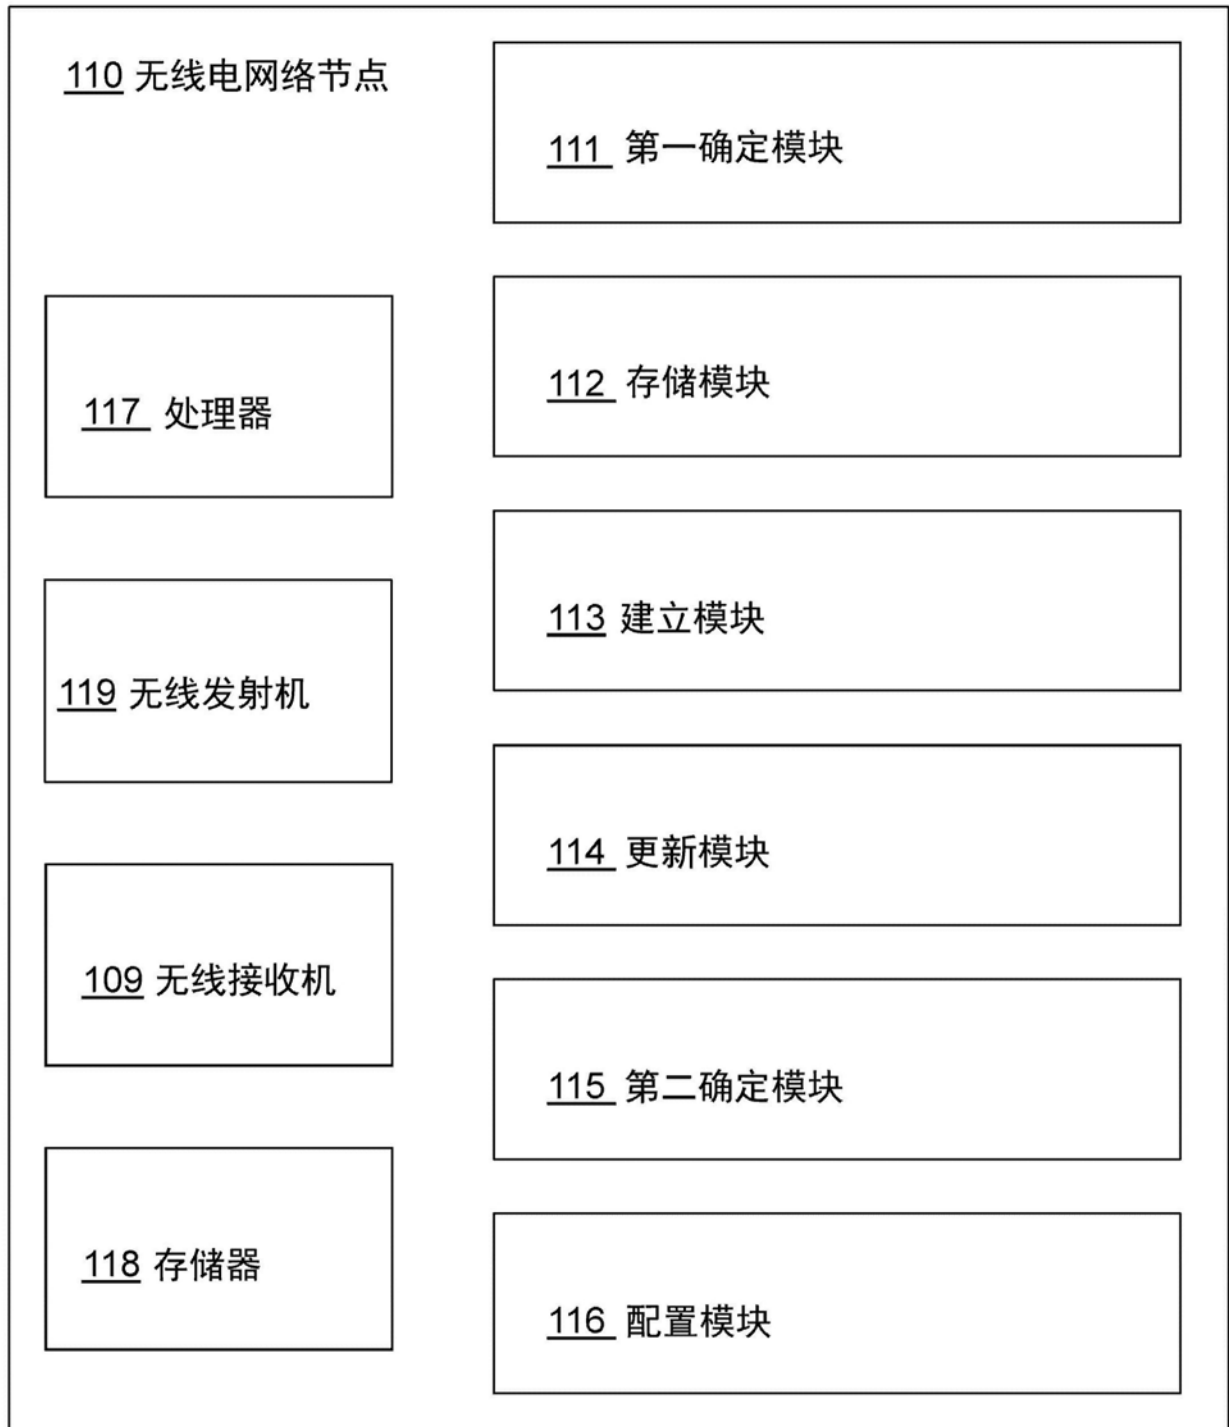 110 无线电网络节点
117 处理器
119 无线发射机
109 无线接收机
118 存储器
111 第一确定模块
112 存储模块
113 建立模块
114 更新模块
115 第二确定模块
116 配置模块